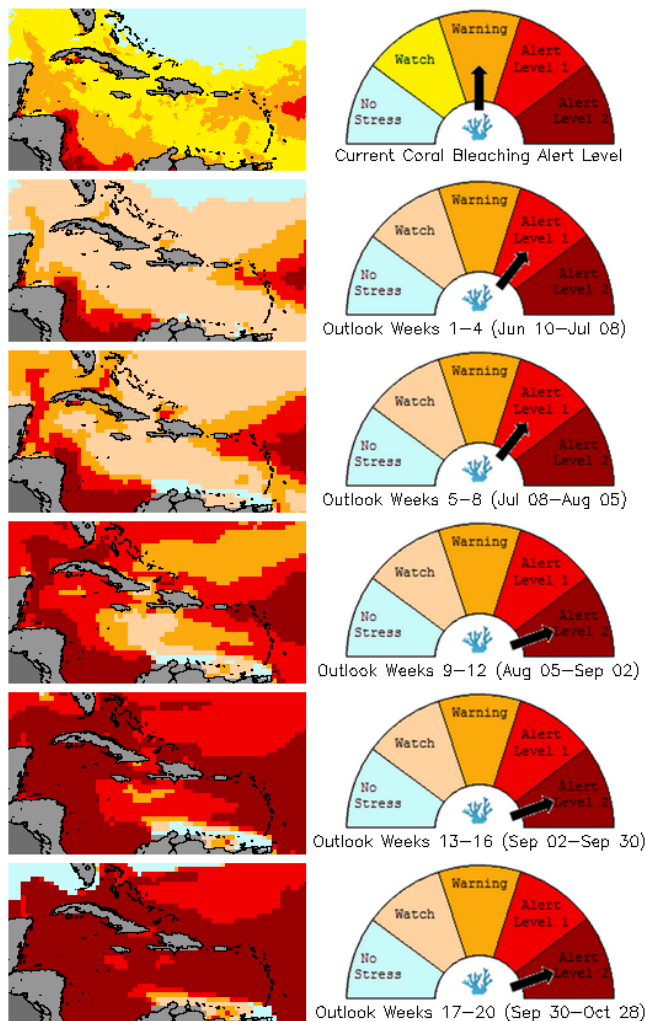 Warning
Watch
Alert
Level 1
No
Stress
Alert
Level 2
Current Coral Bleaching Alert Level
Warning
Watch
Alert
Level 1
No
Stress
Alert
Level 2
Outlook Weeks 1-4 (Jun 10-Jul 08)
Warning
Watch
Alert
Level 1
No
Stress
Alert
Level 2
Outlook Weeks 5-8 (Jul 08-Aug 05)
Warning
Watch
Alert
Level 1
No
Stress
Alert
Level 2
Outlook Weeks 9-12 (Aug 05-Sep 02)
Warning
Watch
Alert
Level 1
No
Stress
Alert
Level 2
Outlook Weeks 13-16 (Sep 02-Sep 30)
Warning
Watch
Alert
Level 1
No
Stress
Alert
Level 2
Outlook Weeks 17-20 (Sep 30-Oct 28)